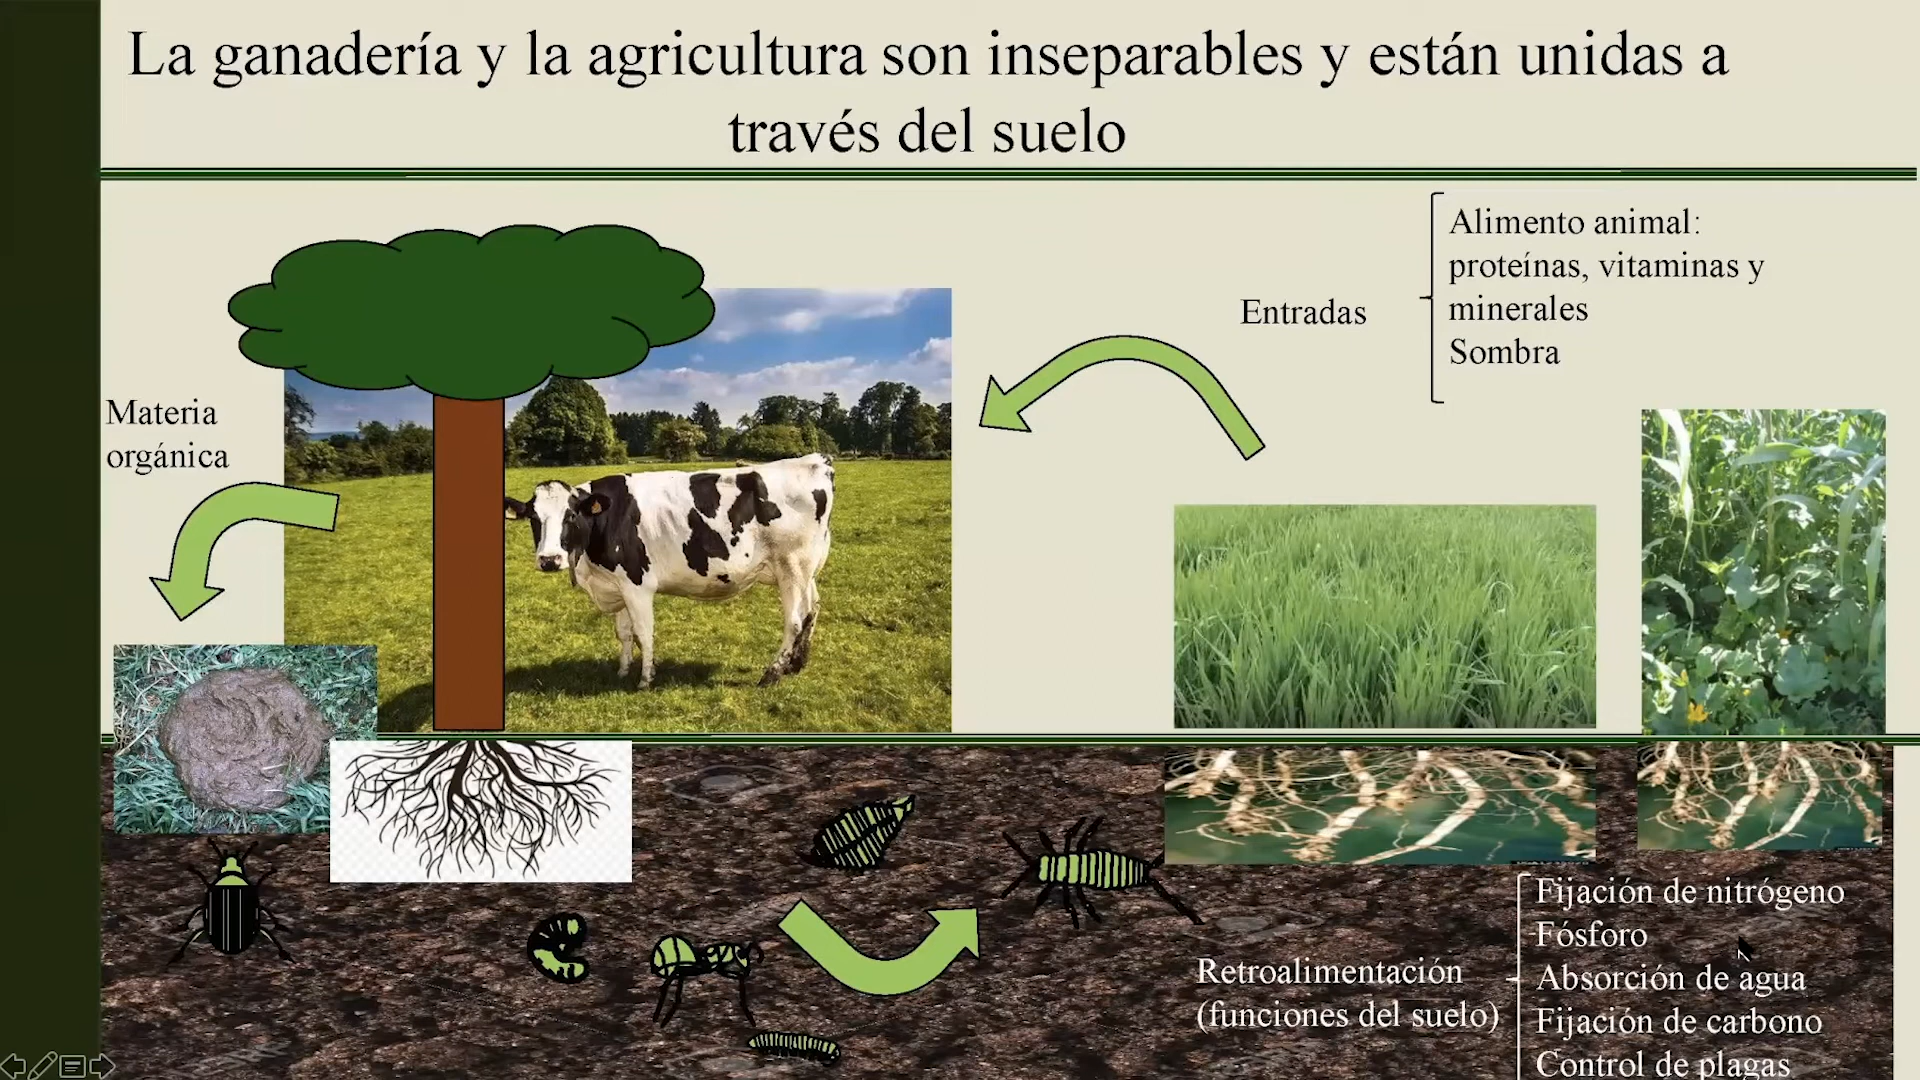 La ganadería y la agricultura son inseparables y están unidas a
través del suelo
Alimento animal:
proteínas, vitaminas y
minerales
Sombra
Entradas
Materia
orgánica
Fijación de nitrógeno
Fósforo
Absorción de agua
Fijación de carbono
Control de plagas
Retroalimentación
(funciones del suelo)